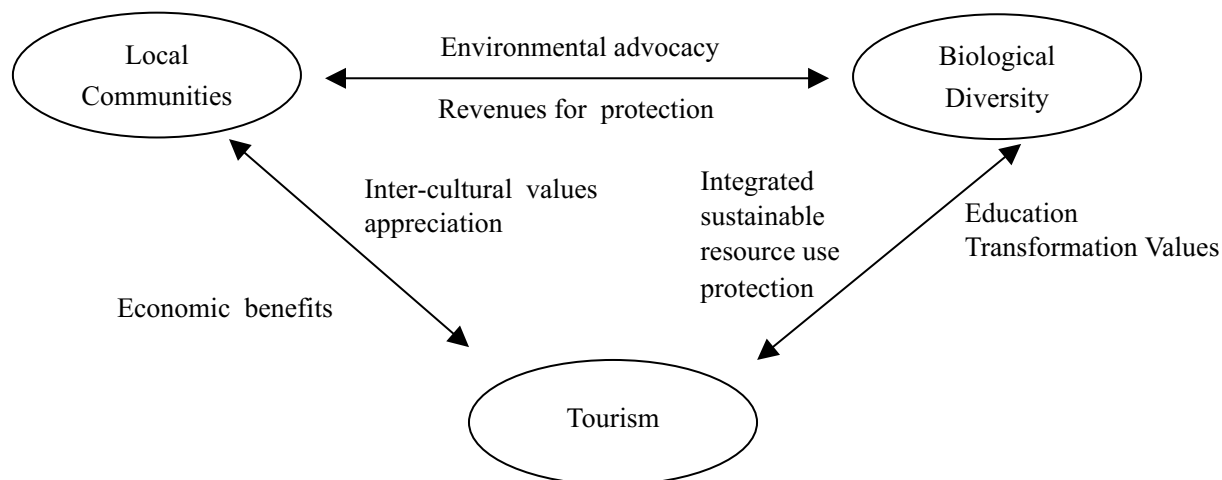 Local
Communities
Environmental advocacy
Revenues for protection
Biological
Diversity
Inter-cultural values
appreciation
Integrated
sustainable
resource use
protection
Education
Transformation Values
Economic benefits
Tourism